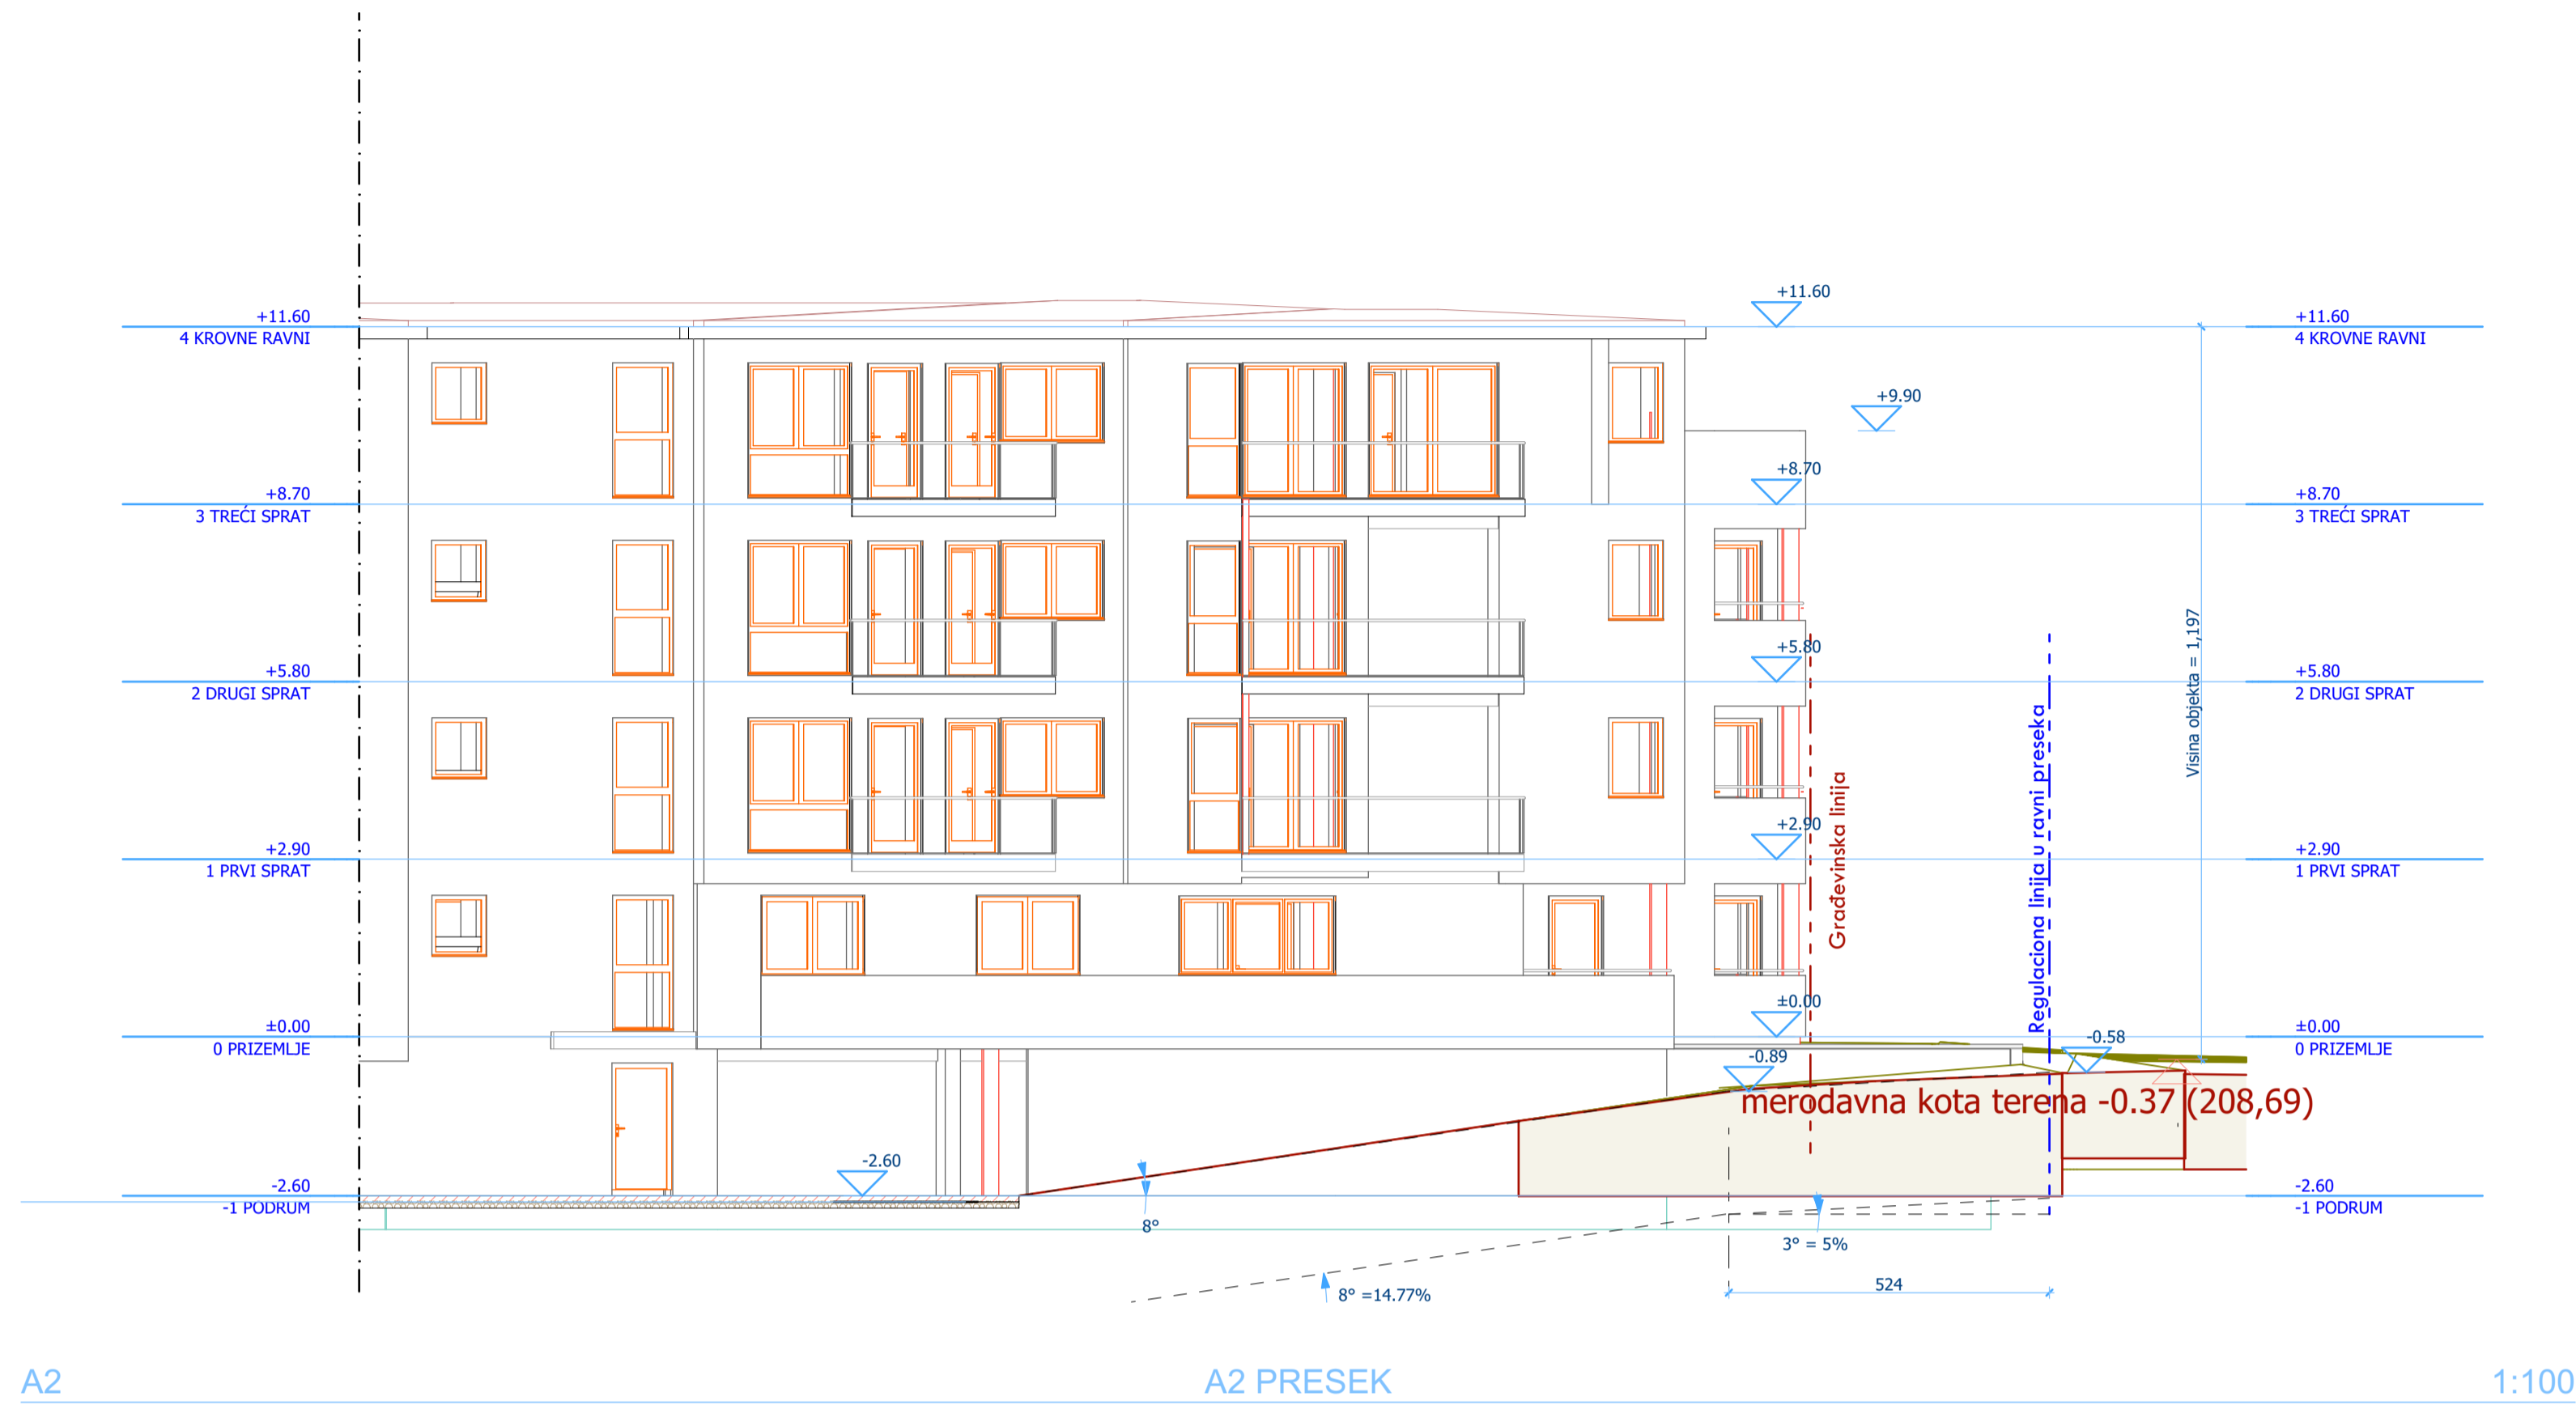 +11.60
+11.60
4 KROVNE RAVNI
+11.60
4 KROVNE RAVNI
+9.90
+8.70
+8.70
3 TREĆI SPRAT
+8.70
3 TREĆI SPRAT
Visina objekta = 1,197
+5.80
+5.80
2 DRUGI SPRAT
+5.80
2 DRUGI SPRAT
Regulaciona linija u ravni preseka
Građevinska linija
+2.90
+2.90
1 PRVI SPRAT
+2.90
1 PRVI SPRAT
±0.00
±0.00
0 PRIZEMLJE
±0.00
0 PRIZEMLJE
-0.58
-0.89
merodavna kota terena -0.37 (208,69)
-2.60
-2.60
-1 PODRUM
-2.60
-1 PODRUM
8°
3° = 5%
524
8° =14.77%
A2
A2 PRESEK
1:100